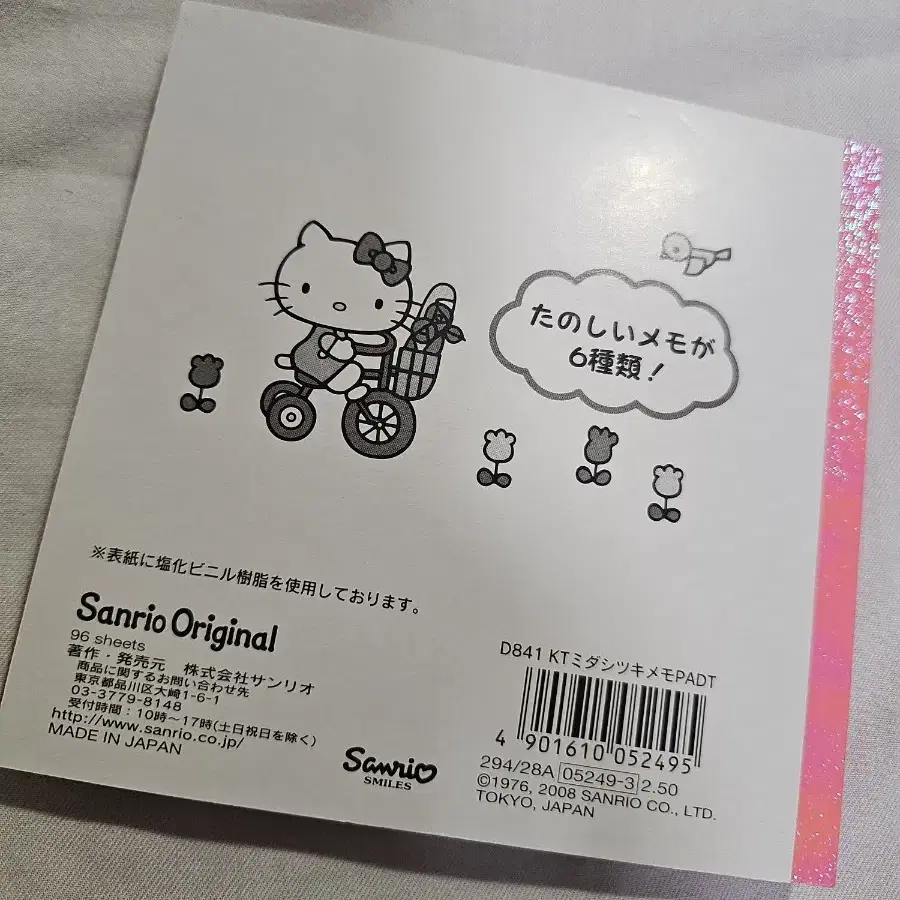 たのしいメモが
6種類!
※表紙に塩化ビニル樹脂を使用しております。
Sanrio Original
96 sheets
著作・発売元 株式会社サンリオ
商品に関するお問い合わせ先
東京都品川区大崎1-6-1
03-3779-8148
受付時間:10時〜17時(土日祝日を除く)
http://www.sanrio.co.jp/
MADE IN JAPAN
Sanrio
SMILES
D841 KTミダシツキメモPADT
4 901610 052495
294/28A 05249-3 2.50
©1976, 2008 SANRIO CO., LTD.
TOKYO, JAPAN